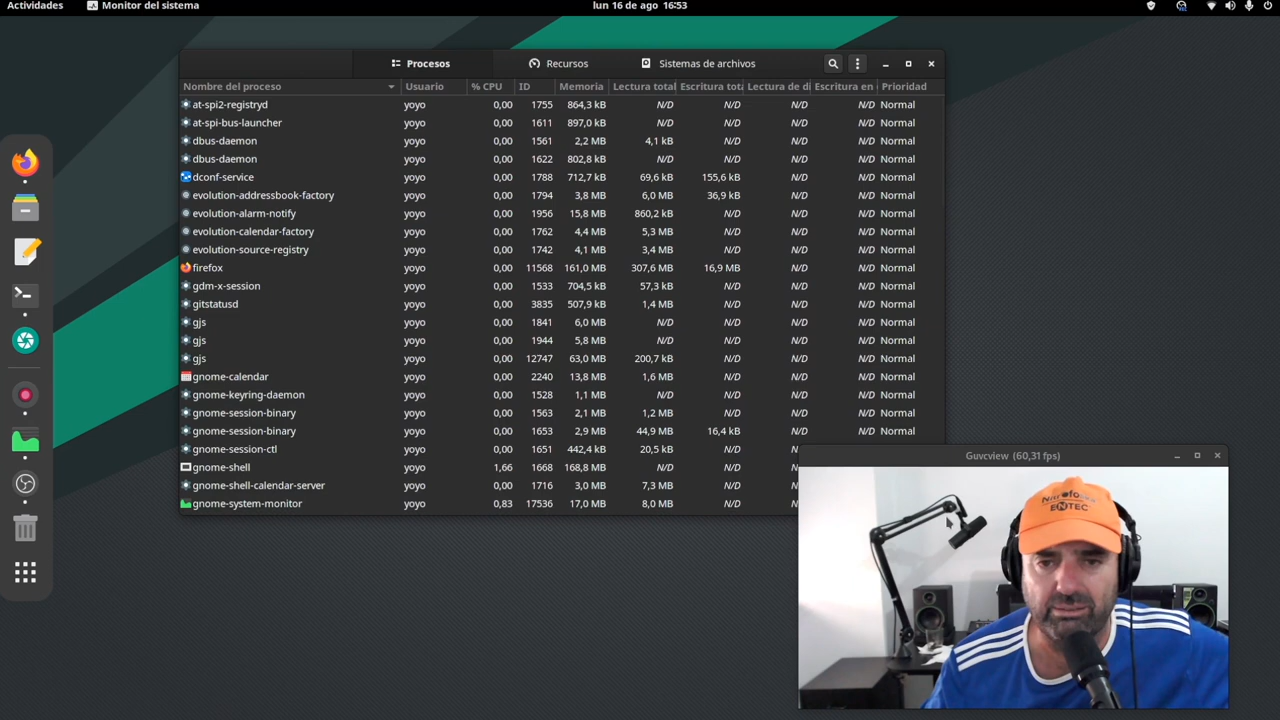 Actividades Monitor del sistema lun 16 de ago 16:53
Procesos Recursos Sistemas de archivos
Nombre del proceso Usuario % CPU ID Memoria Lectura total Escritura tota Lectura de di Escritura en Prioridad
at-spi2-registryd yoyo 0,00 1755 864,3 kB N/D N/D N/D N/D Normal
at-spi-bus-launcher yoyo 0,00 1611 897,0 kB N/D N/D N/D N/D Normal
dbus-daemon yoyo 0,00 1561 2,2 MB 4,1 kB N/D N/D N/D Normal
dbus-daemon yoyo 0,00 1622 802,8 kB N/D N/D N/D N/D Normal
dconf-service yoyo 0,00 1788 712,7 kB 69,6 kB 155,6 kB N/D N/D Normal
evolution-addressbook-factory yoyo 0,00 1794 3,8 MB 6,0 MB 36,9 kB N/D N/D Normal
evolution-alarm-notify yoyo 0,00 1956 15,8 MB 860,2 kB N/D N/D N/D Normal
evolution-calendar-factory yoyo 0,00 1762 4,4 MB 5,3 MB N/D N/D N/D Normal
evolution-source-registry yoyo 0,00 1742 4,1 MB 3,4 MB N/D N/D N/D Normal
firefox yoyo 0,00 11568 161,0 MB 307,6 MB 16,9 MB N/D N/D Normal
gdm-x-session yoyo 0,00 1533 704,5 kB 57,3 kB N/D N/D N/D Normal
gitstatusd yoyo 0,00 3835 507,9 kB 1,4 MB N/D N/D N/D Normal
gjs yoyo 0,00 1841 6,0 MB N/D N/D N/D N/D Normal
gjs yoyo 0,00 1944 5,8 MB N/D N/D N/D N/D Normal
gjs yoyo 0,00 12747 63,0 MB 200,7 kB N/D N/D N/D Normal
gnome-calendar yoyo 0,00 2240 13,8 MB 1,6 MB N/D N/D N/D Normal
gnome-keyring-daemon yoyo 0,00 1528 1,1 MB N/D N/D N/D N/D Normal
gnome-session-binary yoyo 0,00 1563 2,1 MB 1,2 MB N/D N/D N/D Normal
gnome-session-binary yoyo 0,00 1653 2,9 MB 44,9 MB 16,4 kB N/D N/D Normal
gnome-session-ctl yoyo 0,00 1651 442,4 kB 20,5 kB N/D N/D
gnome-shell yoyo 1,66 1668 168,8 MB N/D N/D N/D
gnome-shell-calendar-server yoyo 0,00 1716 3,0 MB 7,3 MB N/D N/D
gnome-system-monitor yoyo 0,83 17536 17,0 MB 8,0 MB N/D N/D
Guvcview (60,31 fps)
Nitrofoska
ENTEC